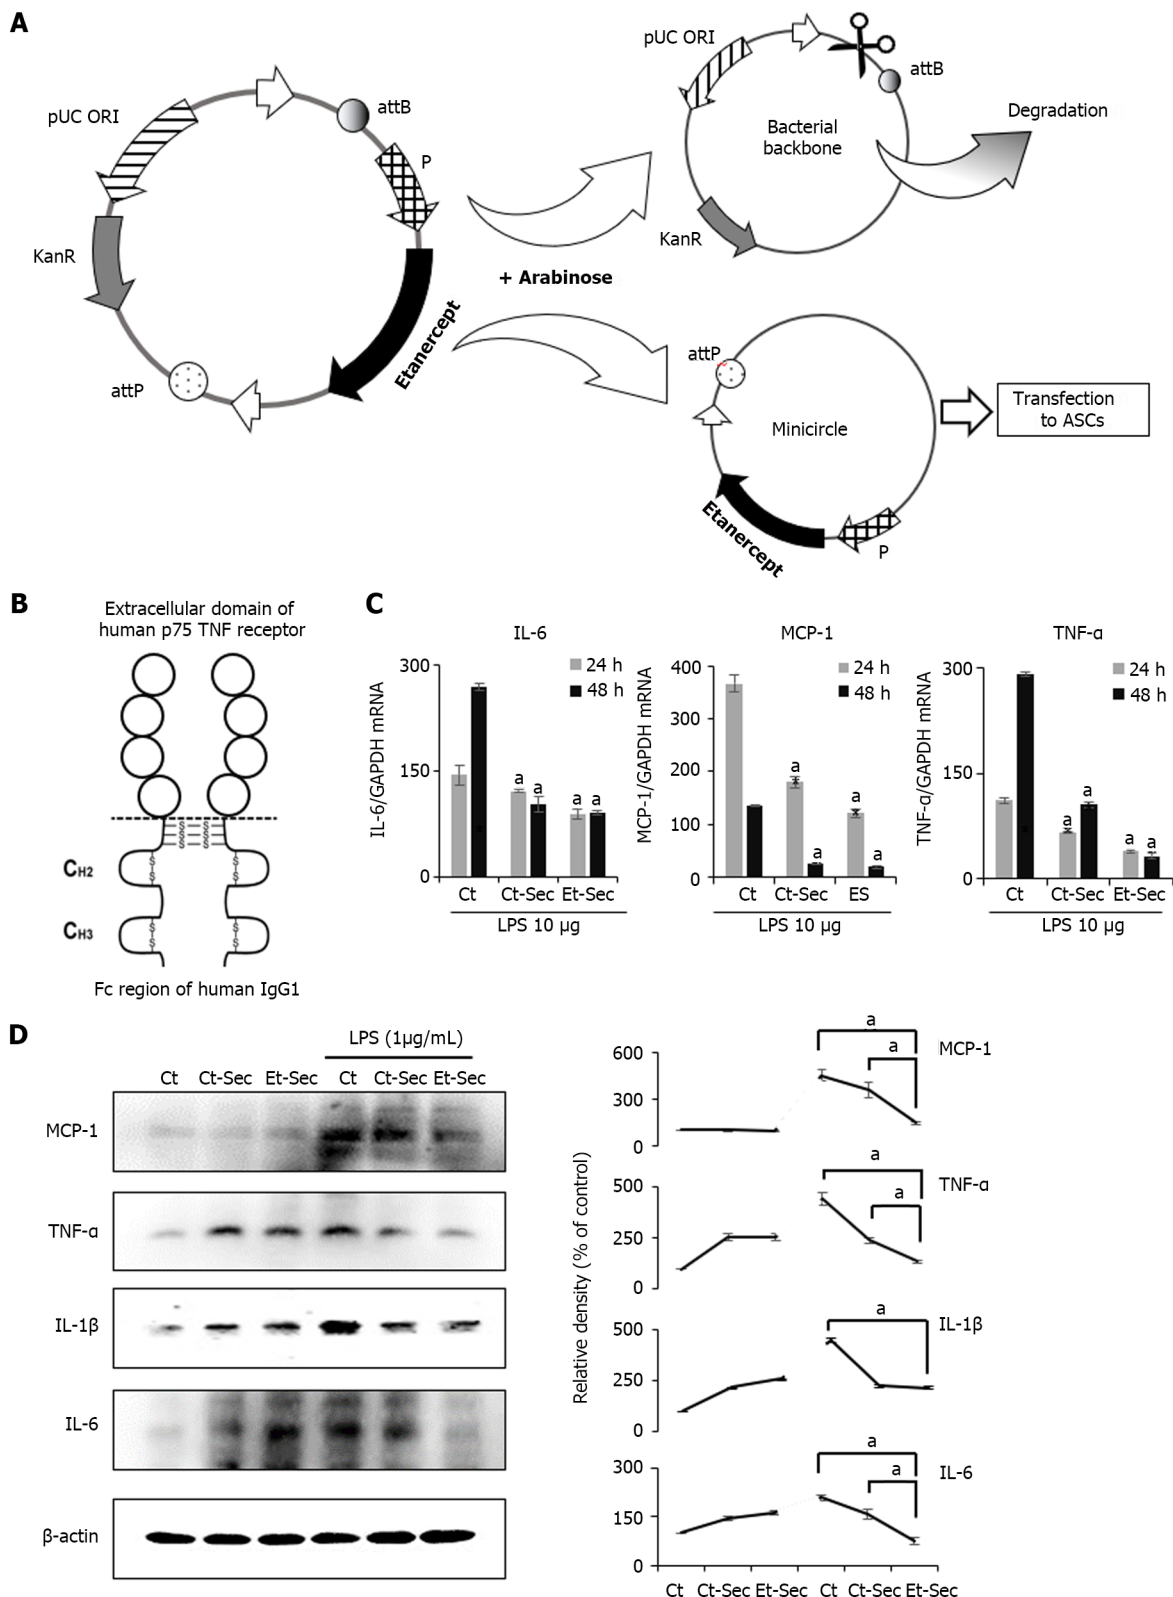 A
pUC ORI
attB
P
KanR
attP
Etanercept
+ Arabinose
pUC ORI
attB
Bacterial
backbone
KanR
Degradation
attP
Minicircle
Etanercept
P
Transfection
to ASCs
B
Extracellular domain of
human p75 TNF receptor
S S
S S
S S
CH2
S
S
S
S
CH3
S
S
S
S
Fc region of human IgG1
C
IL-6
IL-6/GAPDH mRNA
300
150
0
24 h
48 h
a a
a a
Ct Ct-Sec Et-Sec
LPS 10 µg
MCP-1
MCP-1/GAPDH mRNA
400
300
200
100
0
24 h
48 h
a
a
a
a
Ct Ct-Sec ES
LPS 10 µg
TNF-α
TNF-α/GAPDH mRNA
300
150
0
24 h
48 h
a
a
a a
Ct Ct-Sec Et-Sec
LPS 10 µg
D
LPS (1µg/mL)
Ct Ct-Sec Et-Sec Ct Ct-Sec Et-Sec
MCP-1
TNF-α
IL-1β
IL-6
β-actin
Relative density (% of control)
a
a
MCP-1
600
300
0
a
a
TNF-α
500
250
0
a
IL-1β
500
250
0
a
a
IL-6
300
150
0
Ct Ct-Sec Et-Sec Ct Ct-Sec Et-Sec